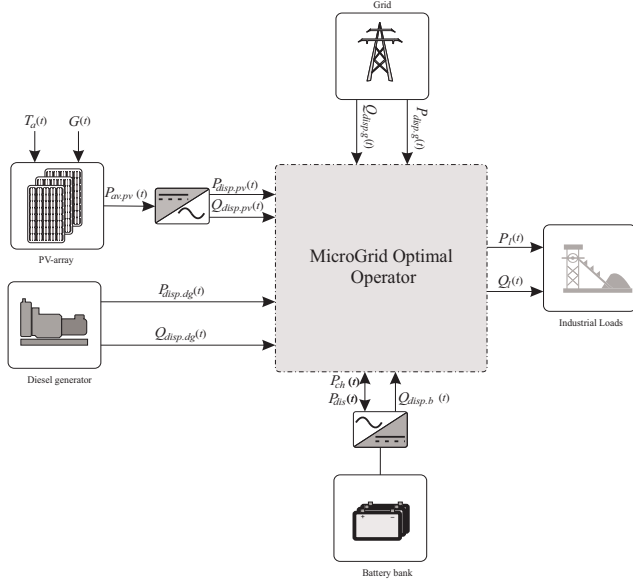 Grid
Q_disp.g(t)
P_disp.g(t)
T_a(t)
G(t)
P_av.pv (t)
P_disp.pv(t)
Q_disp.pv(t)
PV-array
MicroGrid Optimal
Operator
P_l(t)
Q_l(t)
Industrial Loads
P_disp.dg(t)
Q_disp.dg(t)
Diesel generator
P_ch (t)
P_dis(t)
Q_disp.b (t)
+ -
Battery bank